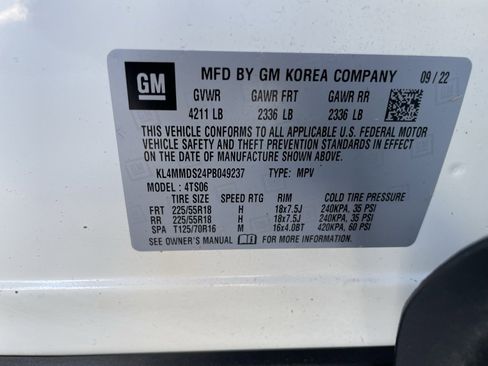 GM MFD BY GM KOREA COMPANY 09/22
GVWR GAWR FRT GAWR RR
4211 LB 2336 LB 2336 LB
THIS VEHICLE CONFORMS TO ALL APPLICABLE U.S. FEDERAL MOTOR
VEHICLE SAFETY AND THEFT PREVENTION STANDARDS IN EFFECT ON
THE DATE OF MANUFACTURE SHOWN ABOVE.
KL4MMDS24PB049237 TYPE: MPV
MODEL : 4TS06
TIRE SIZE SPEED RTG RIM COLD TIRE PRESSURE
FRT 225/55R18 H 18x7.5J 240KPA, 35 PSI
RR 225/55R18 H 18x7.5J 240KPA, 35 PSI
SPA T125/70R16 M 16x4.0BT 420KPA, 60 PSI
SEE OWNER'S MANUAL FOR MORE INFORMATION.